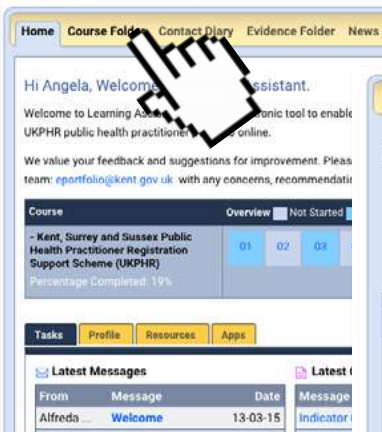 Home Course Folder Contact Diary Evidence Folder News
Hi Angela, Welcome ssistant.
Welcome to Learning As onic tool to enable
UKPHR public health practitioner online.
We value your feedback and suggestions for improvement. Pleas
team: eportfolio@kent.gov.uk with any concerns, recommendatio
Course Overview Not Started
- Kent, Surrey and Sussex Public
Health Practitioner Registration
Support Scheme (UKPHR)
01 02 03
Percentage Completed: 19%
Tasks Profile Resources Apps
Latest Messages Latest
From Message Date Message
Alfreda ... Welcome 13-03-15 Indicator